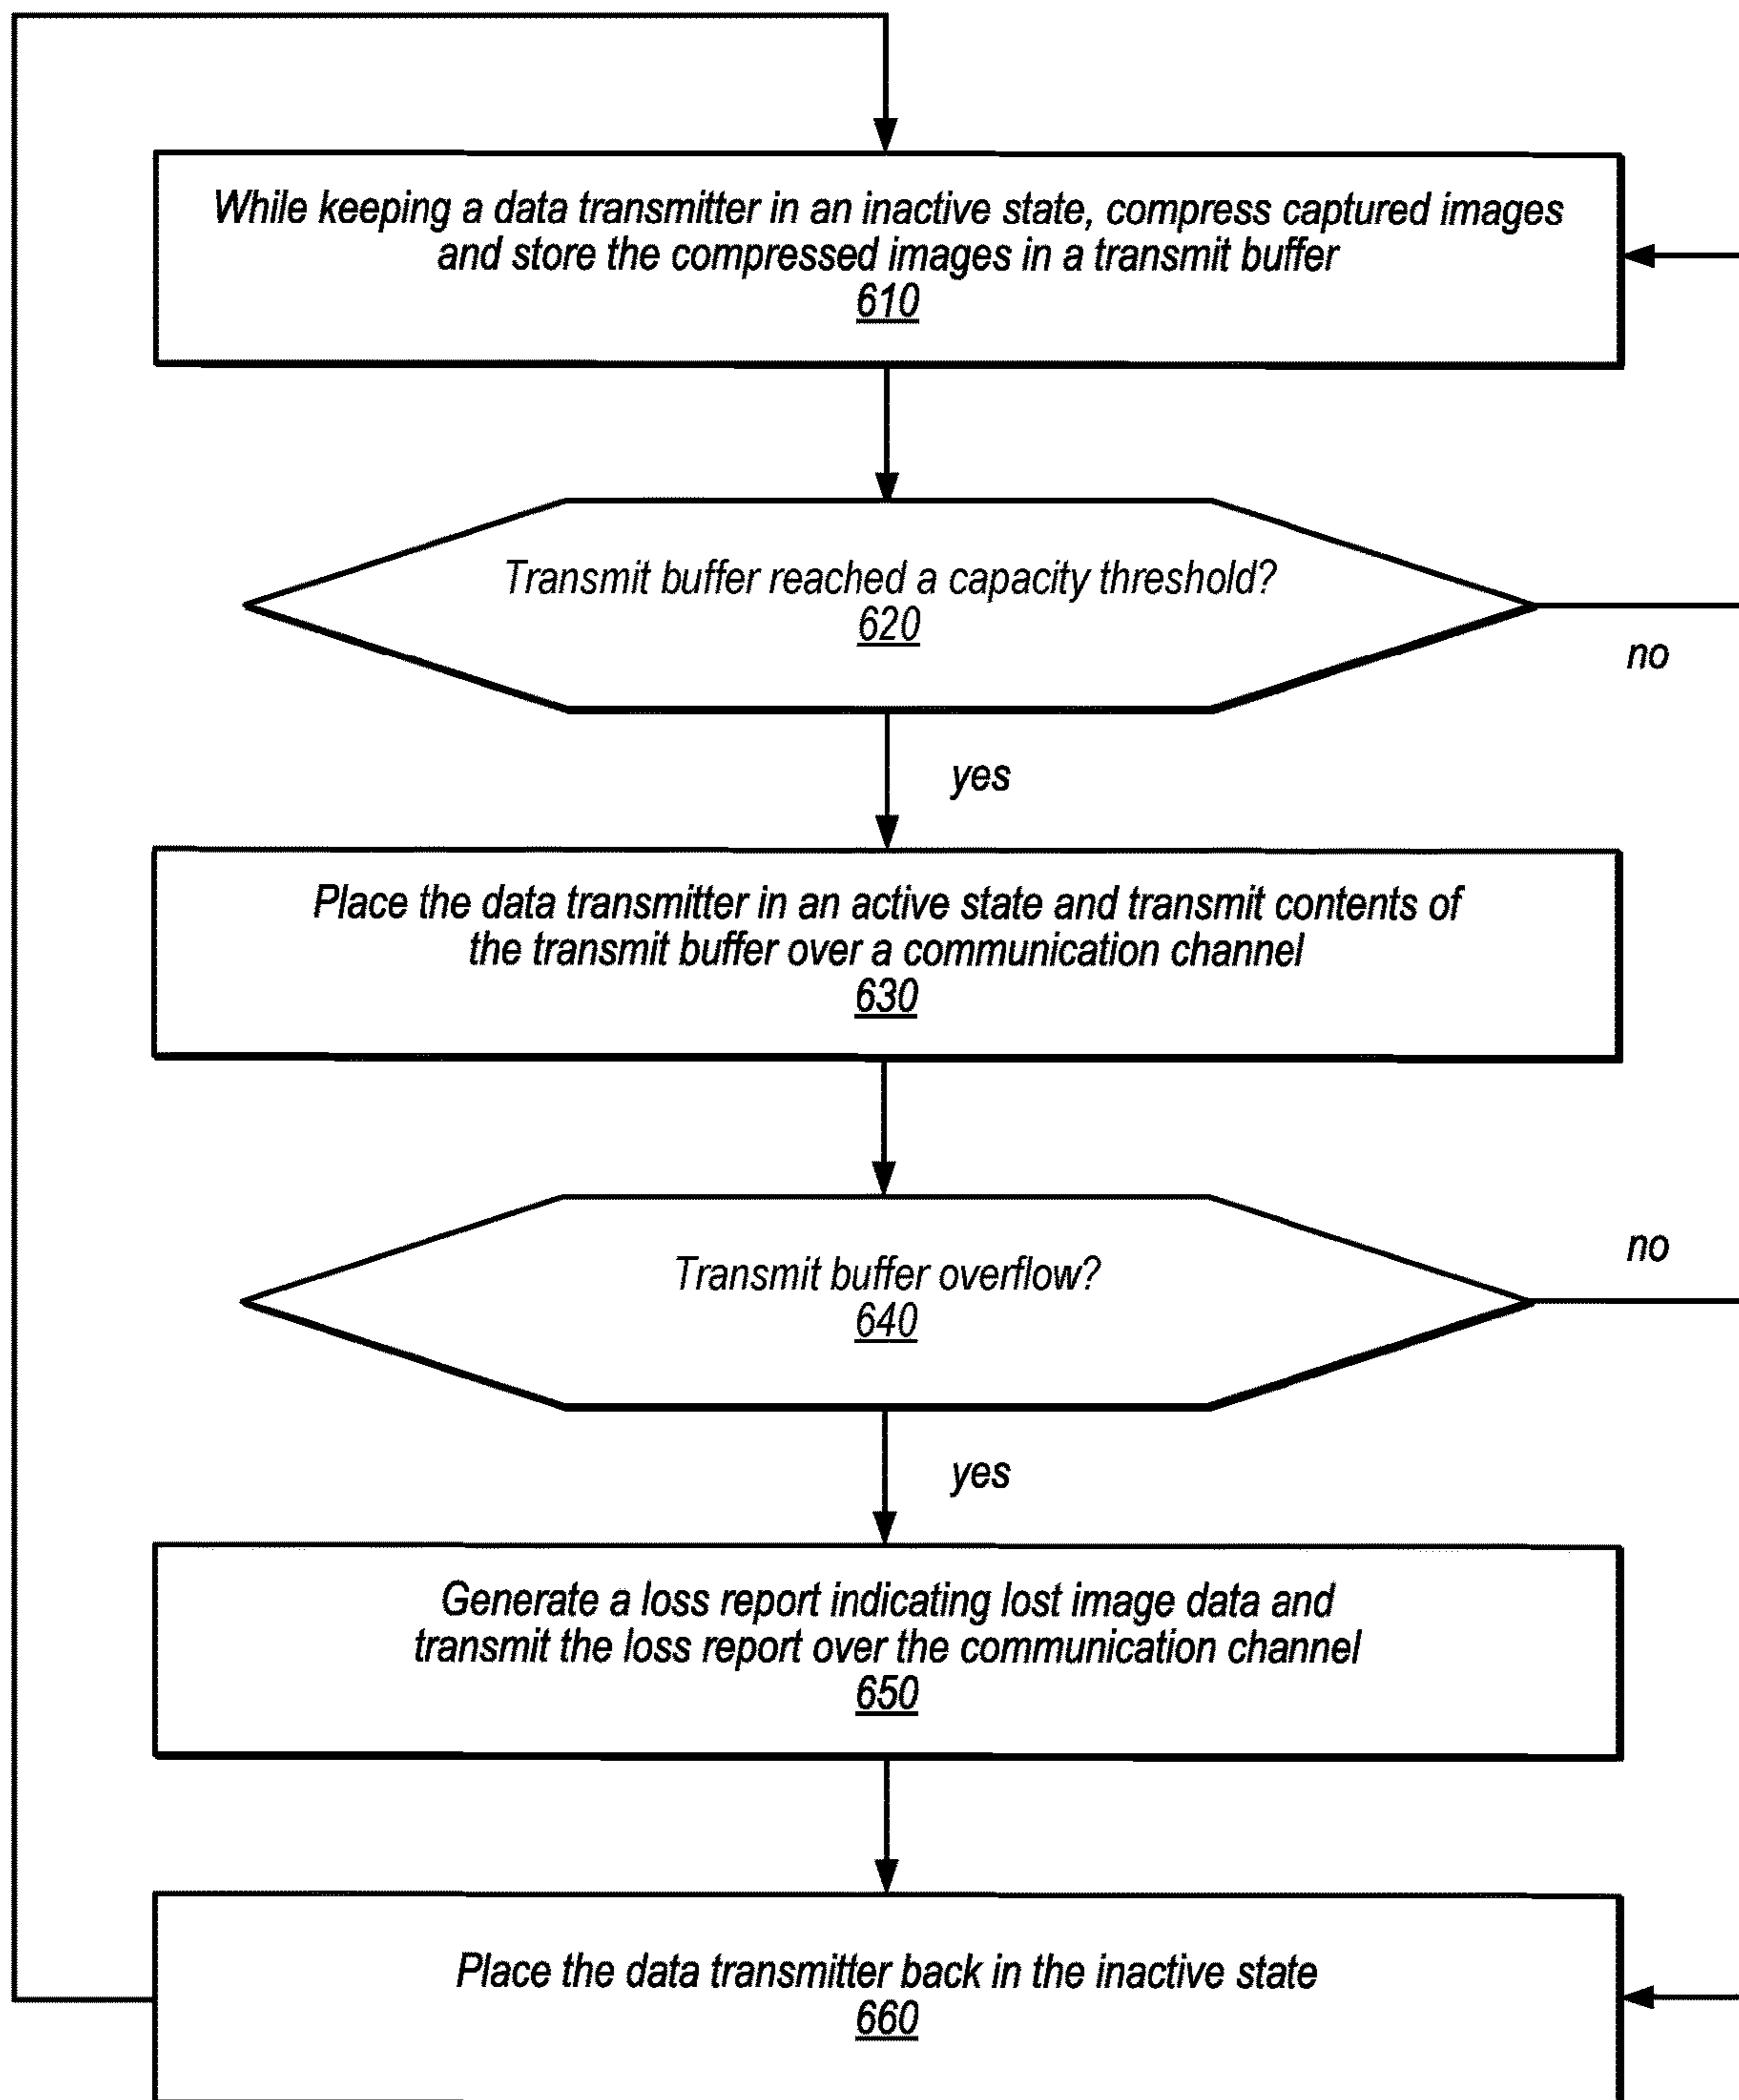 While keeping a data transmitter in an inactive state, compress captured images
and store the compressed images in a transmit buffer
610
Transmit buffer reached a capacity threshold?
620
no
yes
Place the data transmitter in an active state and transmit contents of
the transmit buffer over a communication channel
630
Transmit buffer overflow?
640
no
yes
Generate a loss report indicating lost image data and
transmit the loss report over the communication channel
650
Place the data transmitter back in the inactive state
660